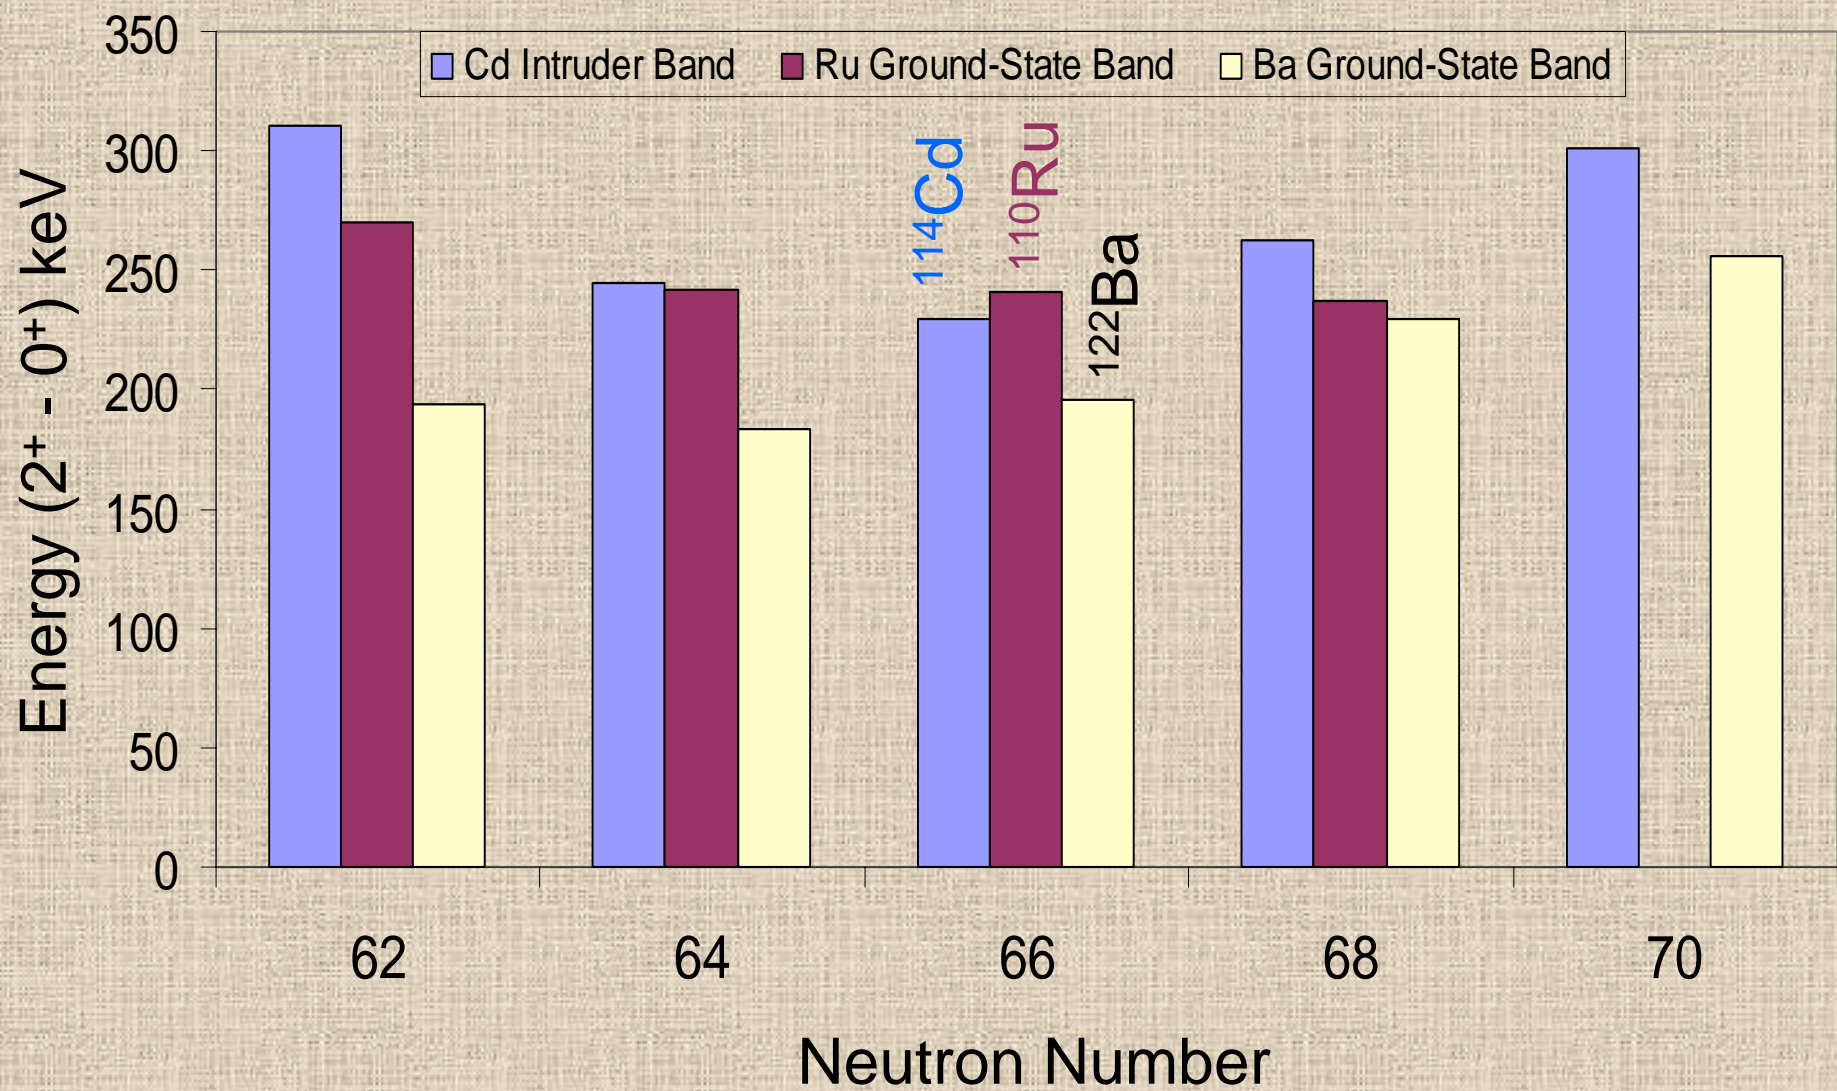 350
Cd Intruder Band Ru Ground-State Band Ba Ground-State Band
300
250
200
150
100
50
0
Energy (2⁺ - 0⁺) keV
¹¹⁴Cd
¹¹⁰Ru
¹²²Ba
62 64 66 68 70
Neutron Number